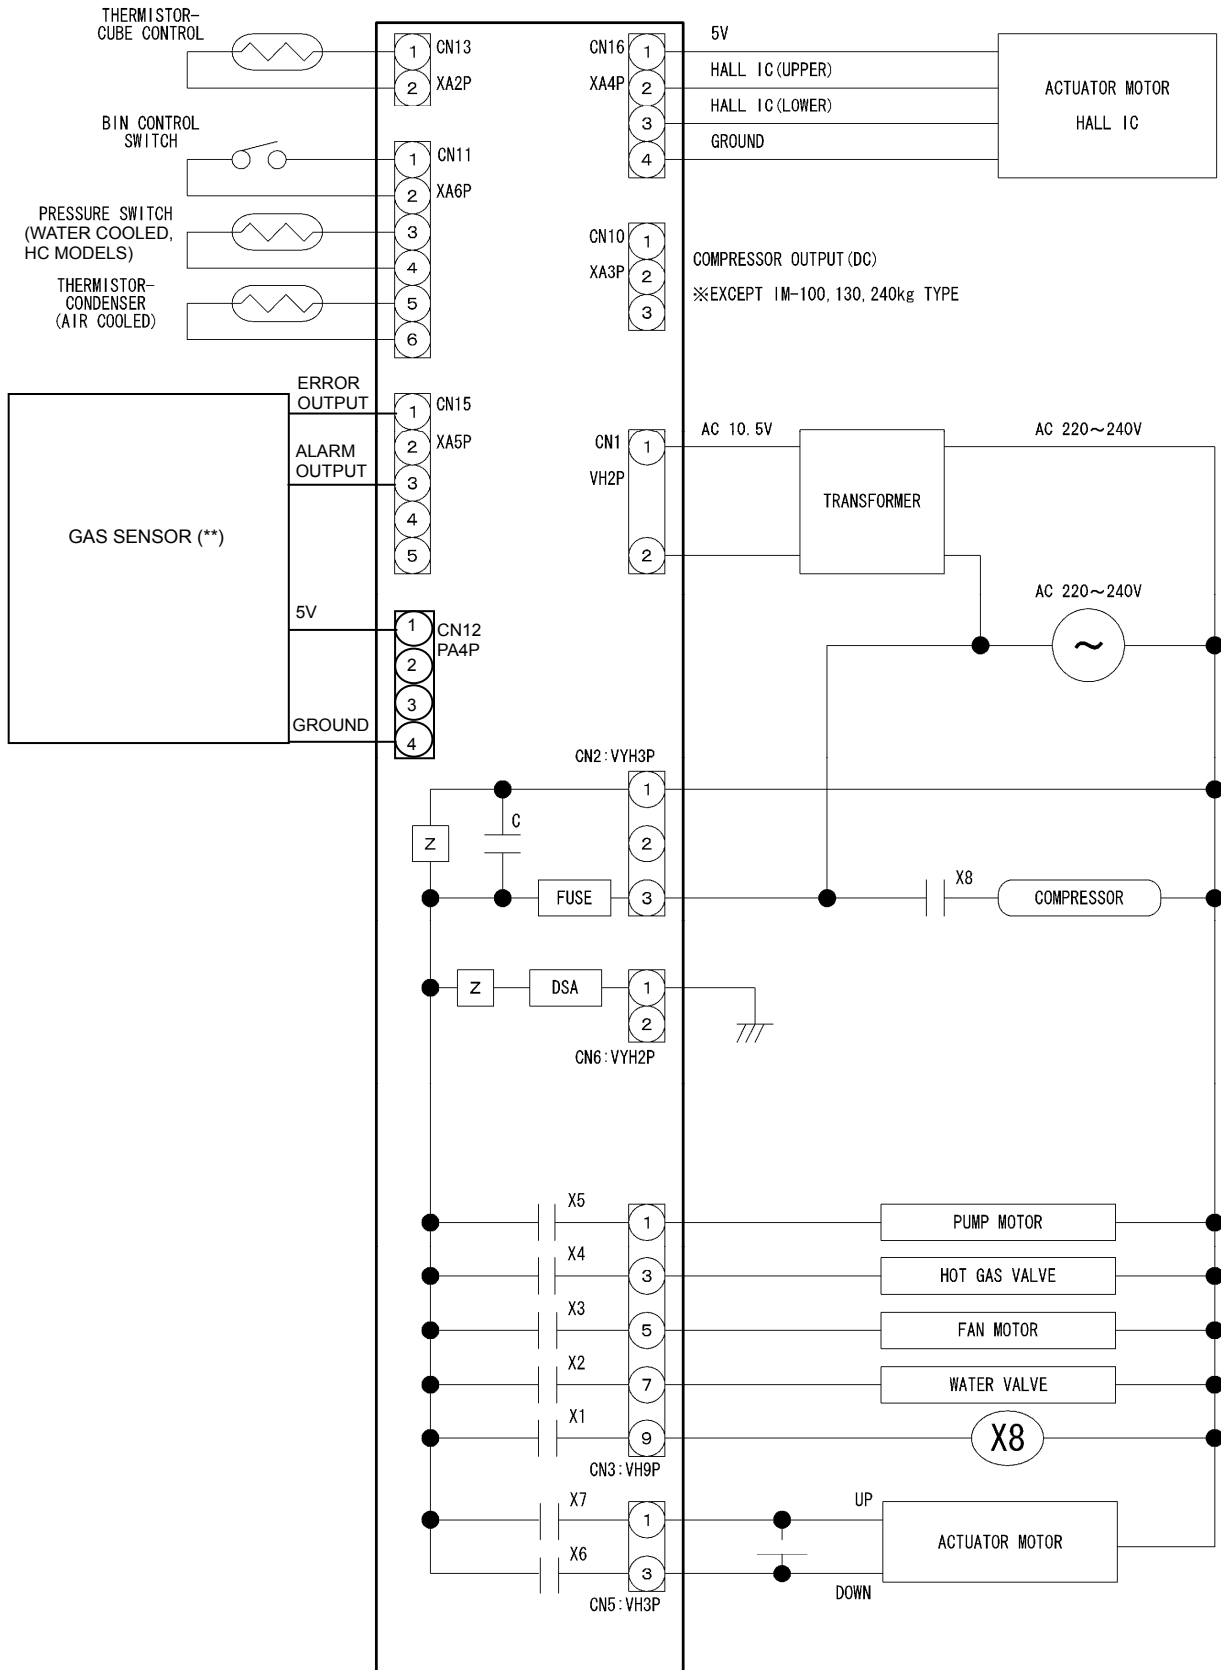 THERMISTOR-
CUBE CONTROL
1
CN13
2
XA2P
BIN CONTROL
SWITCH
1
CN11
2
XA6P
PRESSURE SWITCH
(WATER COOLED,
HC MODELS)
3
4
THERMISTOR-
CONDENSER
(AIR COOLED)
5
6
CN16
1
5V
XA4P
2
HALL IC(UPPER)
3
HALL IC(LOWER)
4
GROUND
ACTUATOR MOTOR
HALL IC
CN10
1
XA3P
2
3
COMPRESSOR OUTPUT(DC)
※EXCEPT IM-100,130,240kg TYPE
GAS SENSOR (**)
ERROR
OUTPUT
1
CN15
2
XA5P
ALARM
OUTPUT
3
4
5
5V
1
CN12
PA4P
2
3
GROUND
4
CN1
1
VH2P
2
AC 10.5V
TRANSFORMER
AC 220～240V
AC 220～240V
～
CN2:VYH3P
1
2
3
Z
C
FUSE
X8
COMPRESSOR
Z
DSA
1
2
CN6:VYH2P
X5
1
PUMP MOTOR
X4
3
HOT GAS VALVE
X3
5
FAN MOTOR
X2
7
WATER VALVE
X1
9
X8
CN3:VH9P
X7
1
UP
ACTUATOR MOTOR
X6
3
DOWN
CN5:VH3P